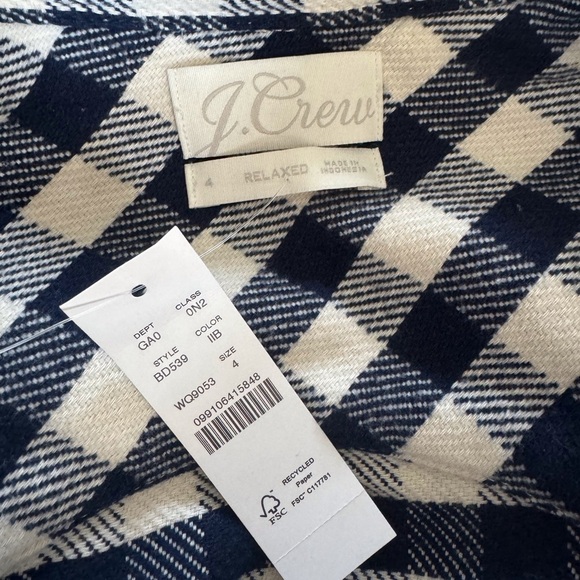 J.Crew
4 RELAXED MADE IN INDONESIA
DEPT CLASS
GA0 0N2
STYLE COLOR
BD539 IIB
WQ9053 SIZE 4
099106415848
RECYCLED
Paper
FSC™ C117781
FSC